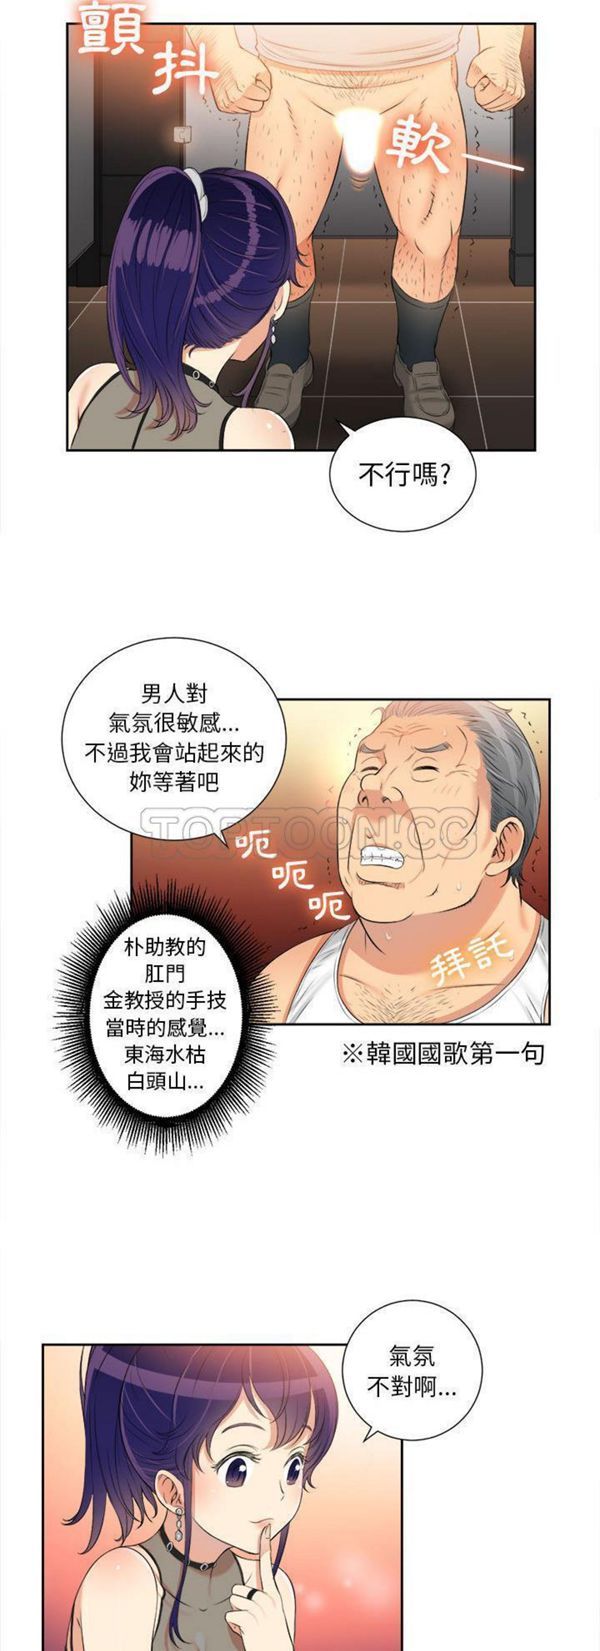 顫
抖
軟一
不行嗎?
男人對
氣氛很敏感...
不過我會站起來的
妳等著吧
TOPTOON.CC
呃
呃
呃
拜託
朴助教的
肛門
金教授的手技
當時的感覺...
東海水枯
白頭山...
※韓國國歌第一句
氣氛
不對啊...